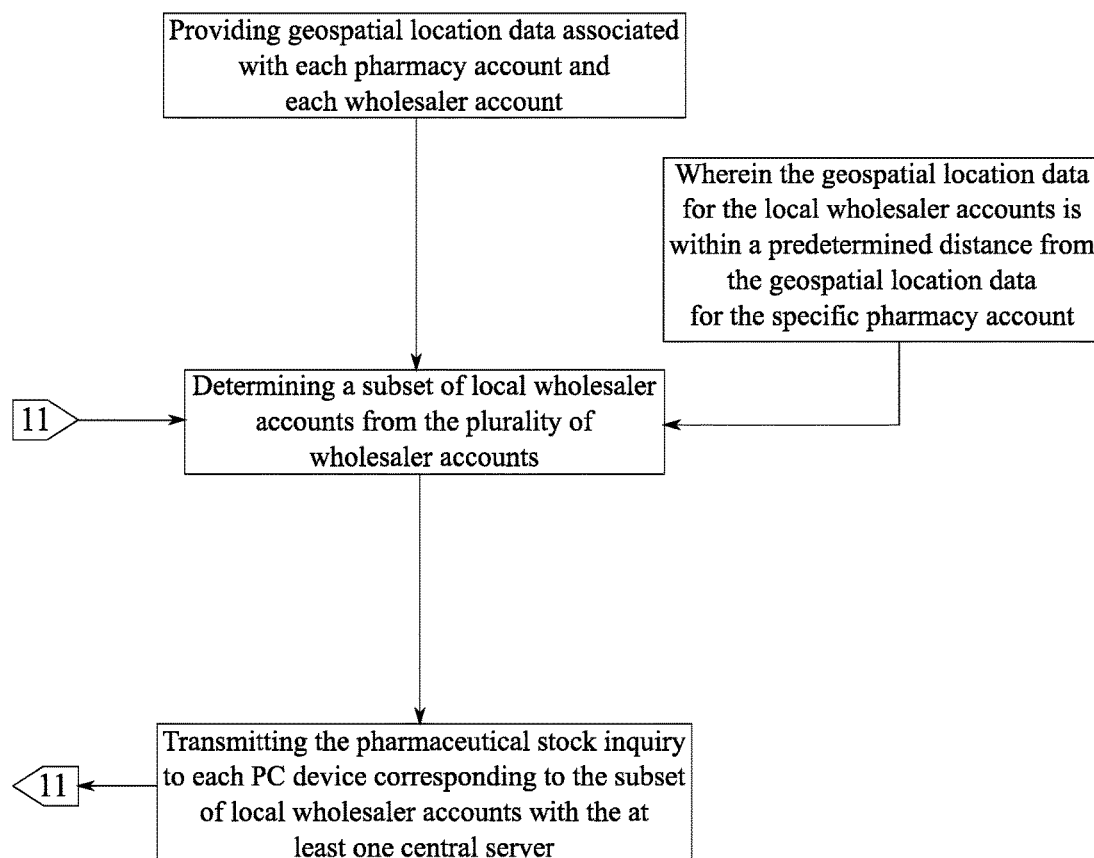 Providing geospatial location data associated
with each pharmacy account and
each wholesaler account
Wherein the geospatial location data
for the local wholesaler accounts is
within a predetermined distance from
the geospatial location data
for the specific pharmacy account
11
Determining a subset of local wholesaler
accounts from the plurality of
wholesaler accounts
11
Transmitting the pharmaceutical stock inquiry
to each PC device corresponding to the subset
of local wholesaler accounts with the at
least one central server